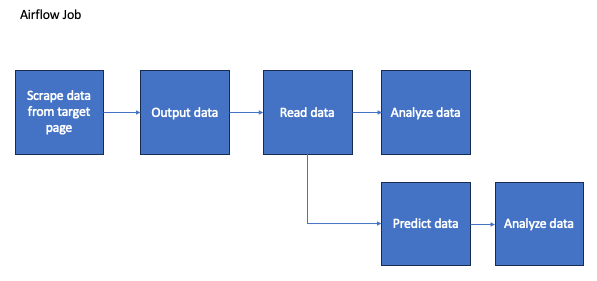 Airflow Job
Scrape data
from target
page
Output data
Read data
Analyze data
Predict data
Analyze data